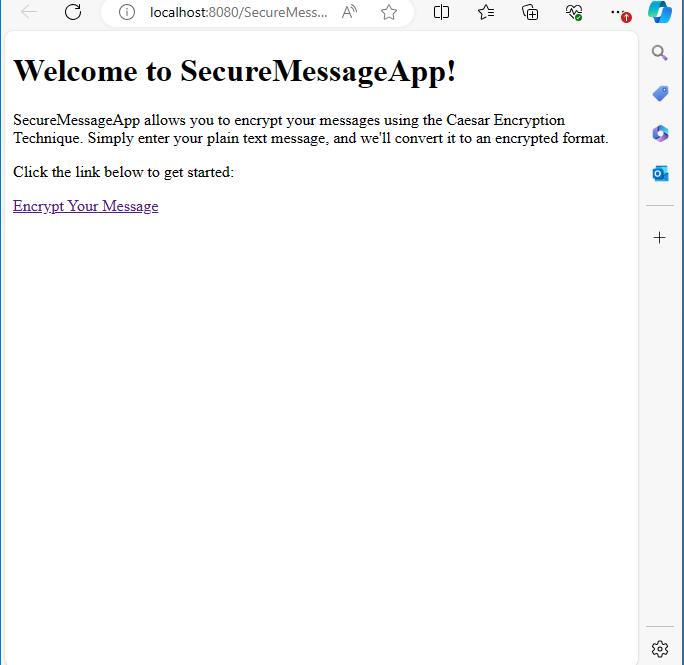 localhost:8080/SecureMess...
Welcome to SecureMessageApp!
SecureMessageApp allows you to encrypt your messages using the Caesar Encryption
Technique. Simply enter your plain text message, and we'll convert it to an encrypted format.
Click the link below to get started:
Encrypt Your Message